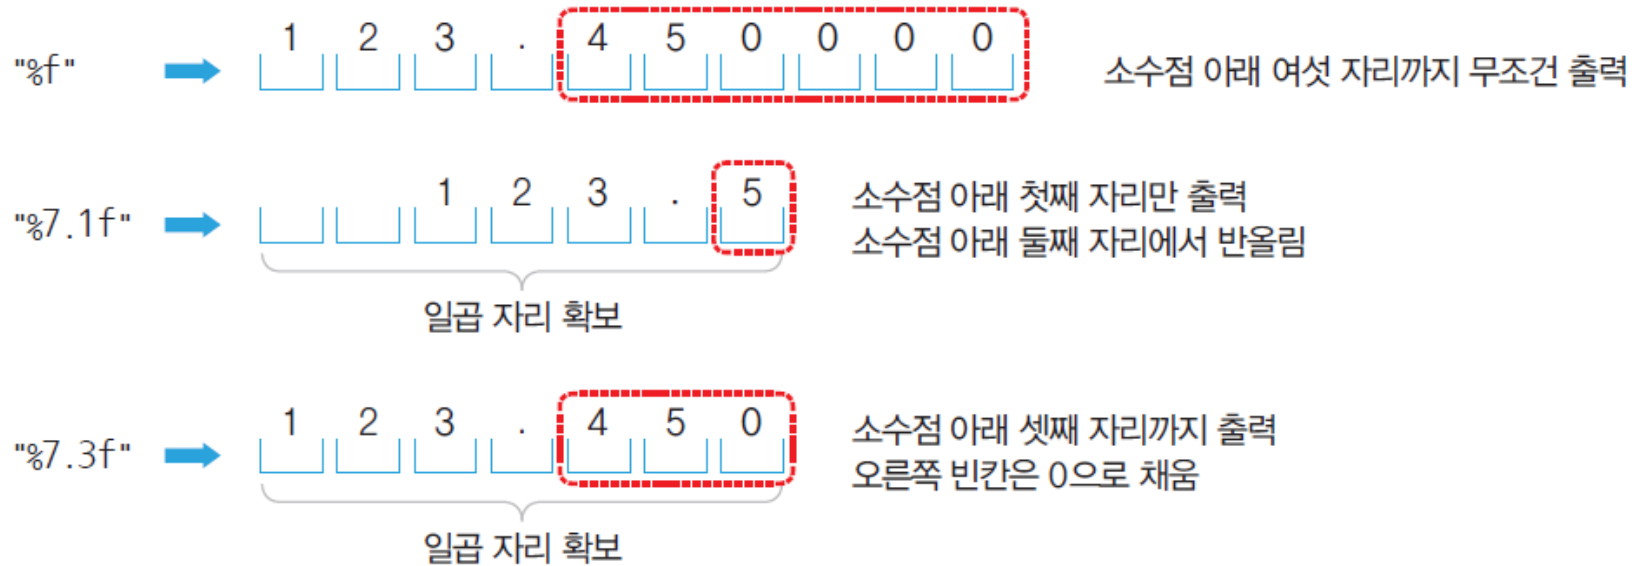 "%f" 1 2 3 . 4 5 0 0 0 0 소수점 아래 여섯 자리까지 무조건 출력
"%7.1f" 1 2 3 . 5 소수점 아래 첫째 자리만 출력
소수점 아래 둘째 자리에서 반올림
일곱 자리 확보
"%7.3f" 1 2 3 . 4 5 0 소수점 아래 셋째 자리까지 출력
오른쪽 빈칸은 0으로 채움
일곱 자리 확보